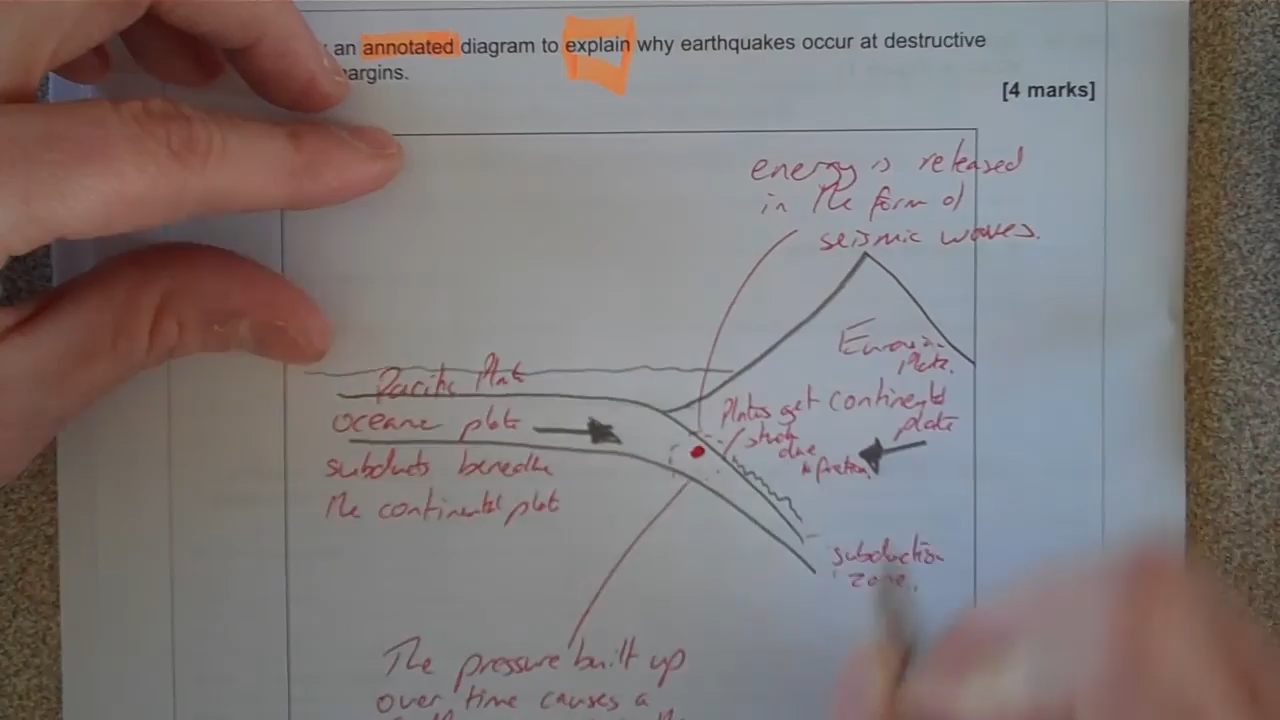 an annotated diagram to explain why earthquakes occur at destructive
margins.
[4 marks]
energy is released
in the form of
seismic waves.
Eurasian
Plate.
Pacific Plate
oceanic plate
subducts beneath
the continental plate
Plates get
stuck
due
to friction
continental
plate
subduction
zone.
The pressure built up
over time causes a